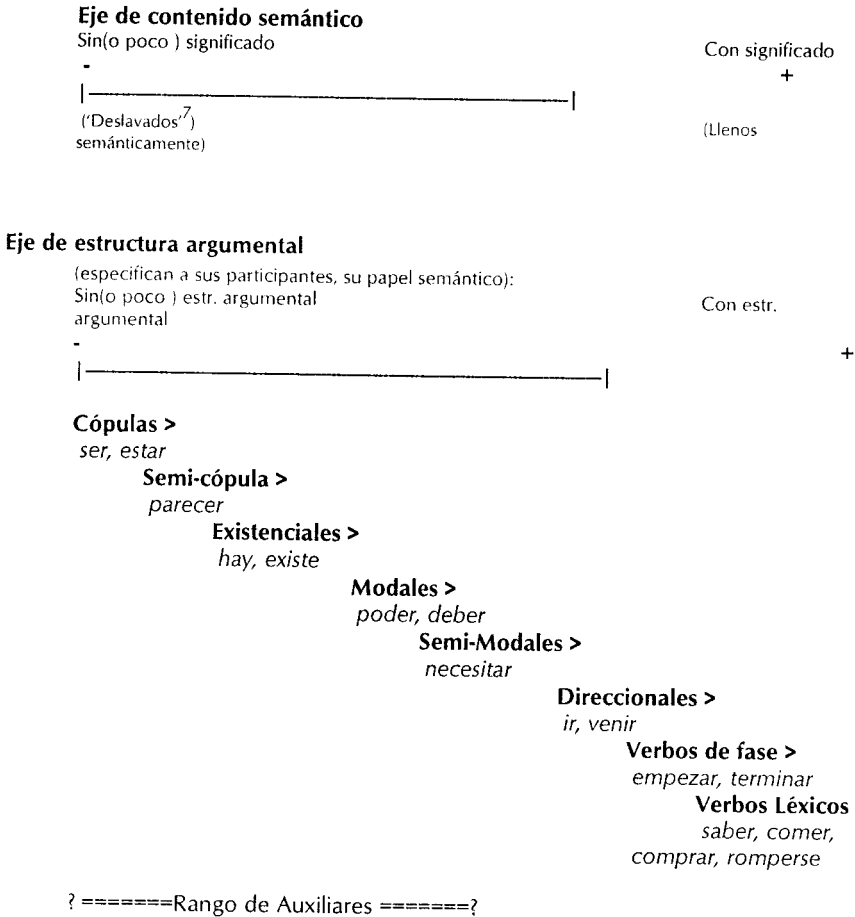 Eje de contenido semántico
Sin(o poco ) significado
Con significado
-
+
('Deslavados'7)
semánticamente)
(Llenos
Eje de estructura argumental
(especifican a sus participantes, su papel semántico):
Sin(o poco ) estr. argumental
Con estr.
argumental
-
+
Cópulas >
ser, estar
Semi-cópula >
parecer
Existenciales >
hay, existe
Modales >
poder, deber
Semi-Modales >
necesitar
Direccionales >
ir, venir
Verbos de fase >
empezar, terminar
Verbos Léxicos
saber, comer,
comprar, romperse
? =======Rango de Auxiliares =======?